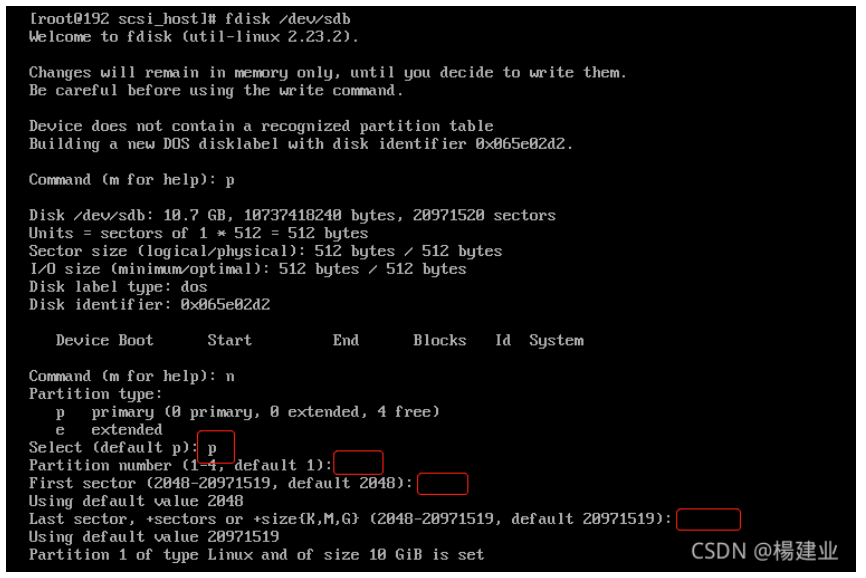 [root@192 scsi_host]# fdisk /dev/sdb
Welcome to fdisk (util-linux 2.23.2).
Changes will remain in memory only, until you decide to write them.
Be careful before using the write command.
Device does not contain a recognized partition table
Building a new DOS disklabel with disk identifier 0x065e02d2.
Command (m for help): p
Disk /dev/sdb: 10.7 GB, 10737418240 bytes, 20971520 sectors
Units = sectors of 1 * 512 = 512 bytes
Sector size (logical/physical): 512 bytes / 512 bytes
I/O size (minimum/optimal): 512 bytes / 512 bytes
Disk label type: dos
Disk identifier: 0x065e02d2
Device Boot Start End Blocks Id System
Command (m for help): n
Partition type:
p primary (0 primary, 0 extended, 4 free)
e extended
Select (default p): p
Partition number (1-4, default 1):
First sector (2048-20971519, default 2048):
Using default value 2048
Last sector, +sectors or +size{K,M,G} (2048-20971519, default 20971519):
Using default value 20971519
Partition 1 of type Linux and of size 10 GiB is set
CSDN @楊建业